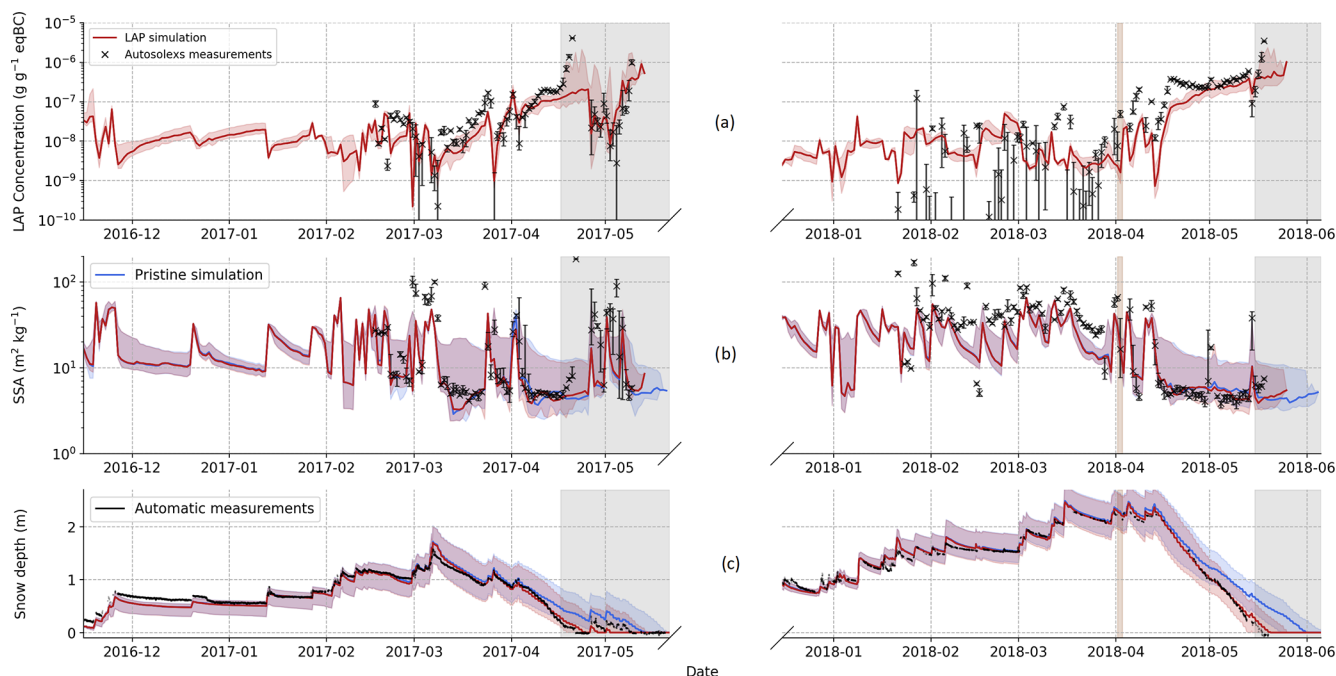 LAP Concentration (g g⁻¹ eqBC)
10⁻⁵
10⁻⁶
10⁻⁷
10⁻⁸
10⁻⁹
10⁻¹⁰
LAP simulation
Autosolexs measurements
2016-12 2017-01 2017-02 2017-03 2017-04 2017-05
(a)
2018-01 2018-02 2018-03 2018-04 2018-05 2018-06
SSA (m² kg⁻¹)
10²
10¹
10⁰
Pristine simulation
2016-12 2017-01 2017-02 2017-03 2017-04 2017-05
(b)
2018-01 2018-02 2018-03 2018-04 2018-05 2018-06
Snow depth (m)
2
1
0
Automatic measurements
2016-12 2017-01 2017-02 2017-03 2017-04 2017-05
(c)
2018-01 2018-02 2018-03 2018-04 2018-05 2018-06
Date